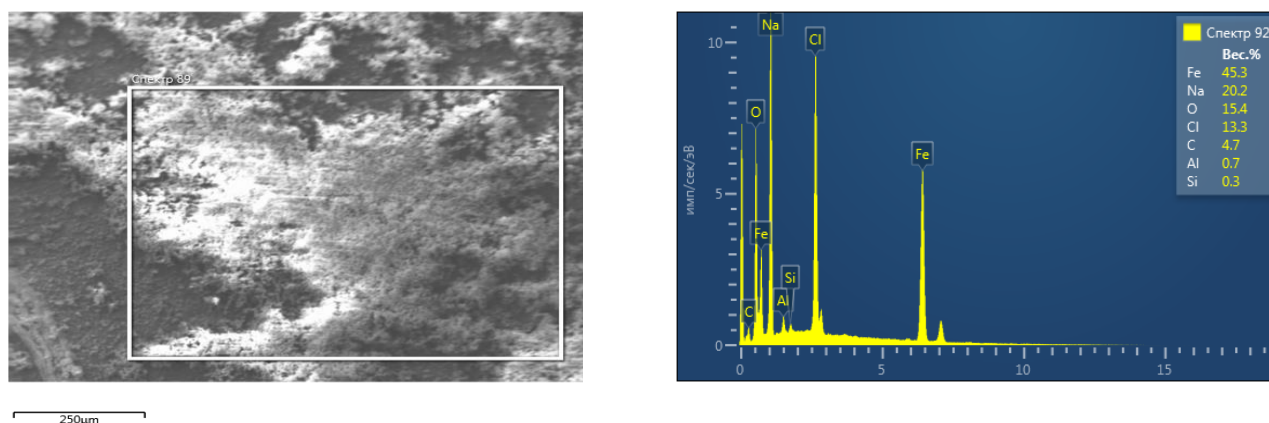 Спектр 89
250µm
имп/сек/эВ
10
5
0
0
5
10
15
C
O
Fe
Na
Al
Si
Cl
Fe
Спектр 92
Вес.%
Fe 45.3
Na 20.2
O 15.4
Cl 13.3
C 4.7
Al 0.7
Si 0.3